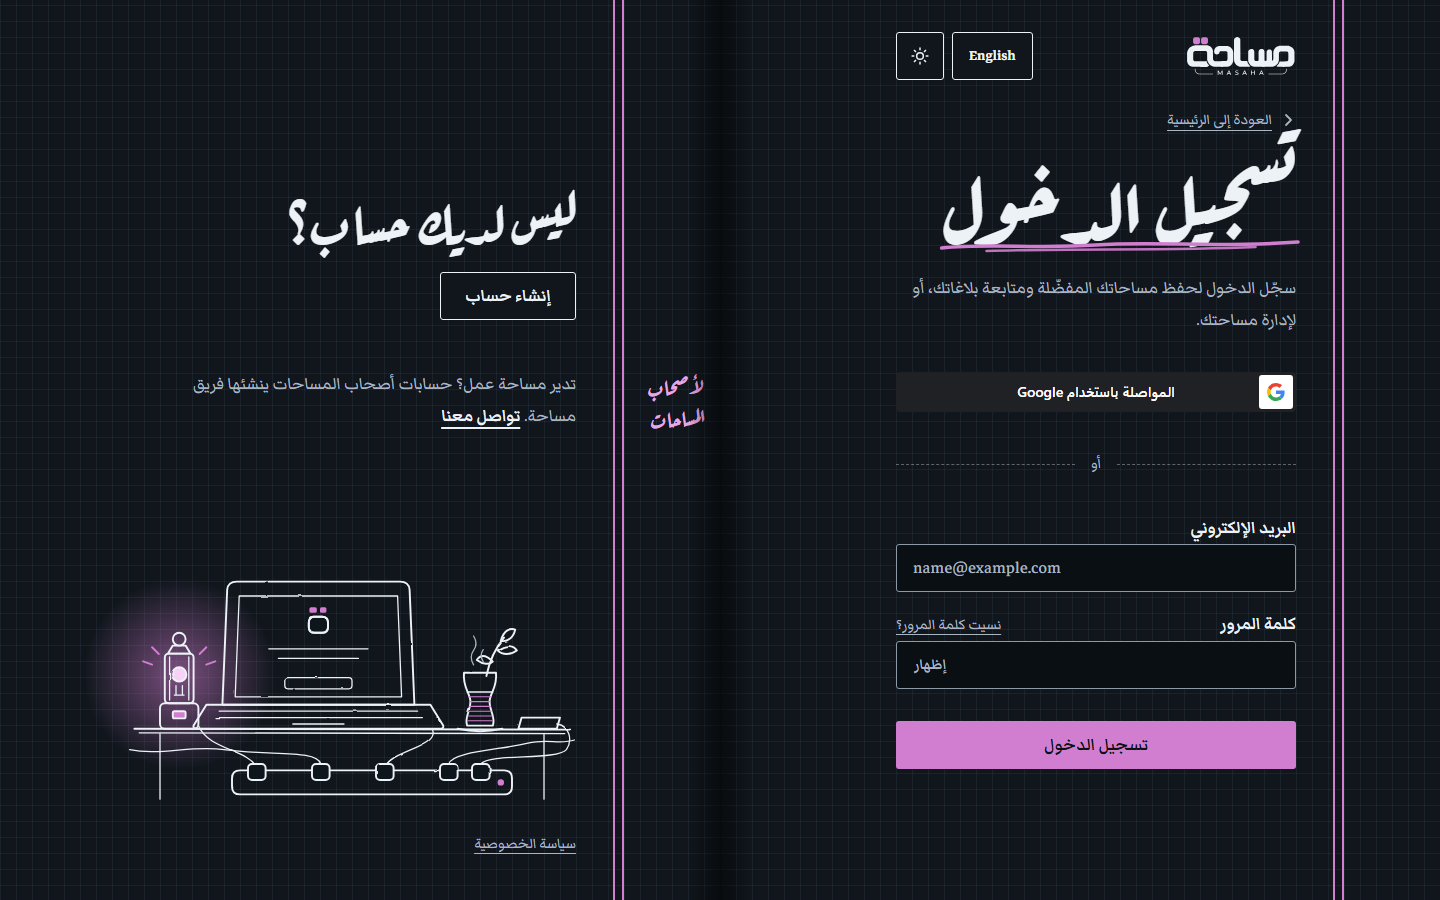 مساحة
MASAHA
English
العودة إلى الرئيسية
تسجيل الدخول
سجّل الدخول لحفظ مساحاتك المفضّلة ومتابعة بلاغاتك، أو
لإدارة مساحتك.
المواصلة باستخدام Google
أو
البريد الإلكتروني
name@example.com
كلمة المرور
نسيت كلمة المرور؟
إظهار
تسجيل الدخول
ليس لديك حساب؟
إنشاء حساب
لأصحاب
المساحات
تدير مساحة عمل؟ حسابات أصحاب المساحات ينشئها فريق
مساحة. تواصل معنا
سياسة الخصوصية